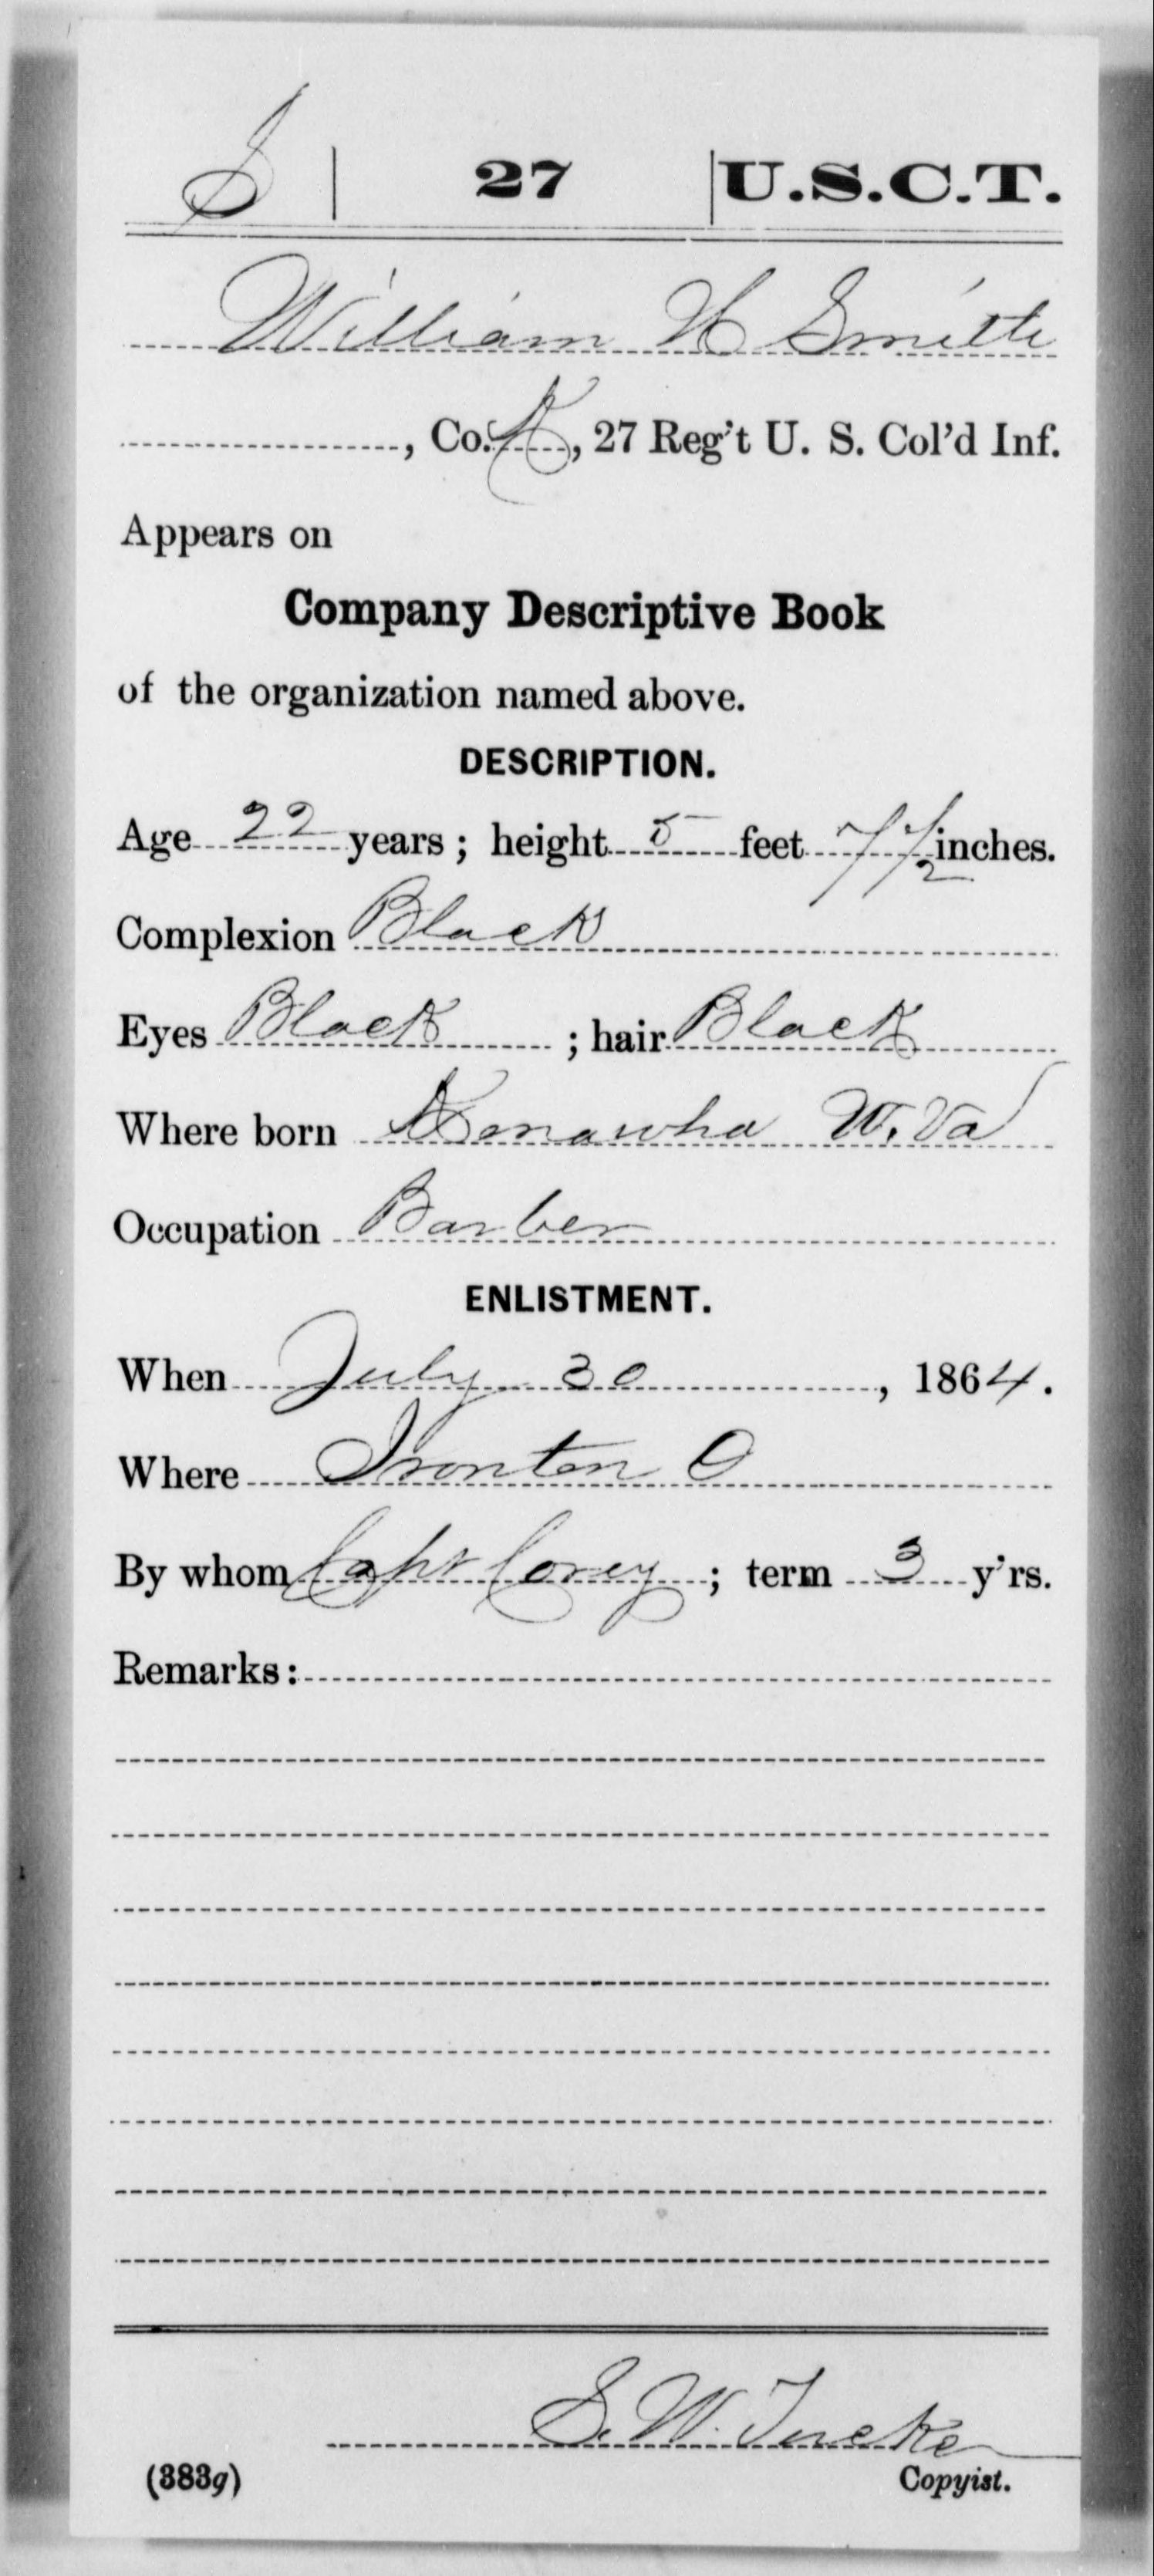 S | 27 | U.S.C.T.
William H Smith
, Co. K, 27 Reg't U. S. Col'd Inf.
Appears on
Company Descriptive Book
of the organization named above.
DESCRIPTION.
Age 22 years; height 5 feet 7 1/2 inches.
Complexion Black
Eyes Black ; hair Black
Where born Kanawha W.Va
Occupation Barber
ENLISTMENT.
When July 30, 1864.
Where Ironton O
By whom Capt Corey; term 3 y'rs.
Remarks:
S. W. Tucker
(383g) Copyist.